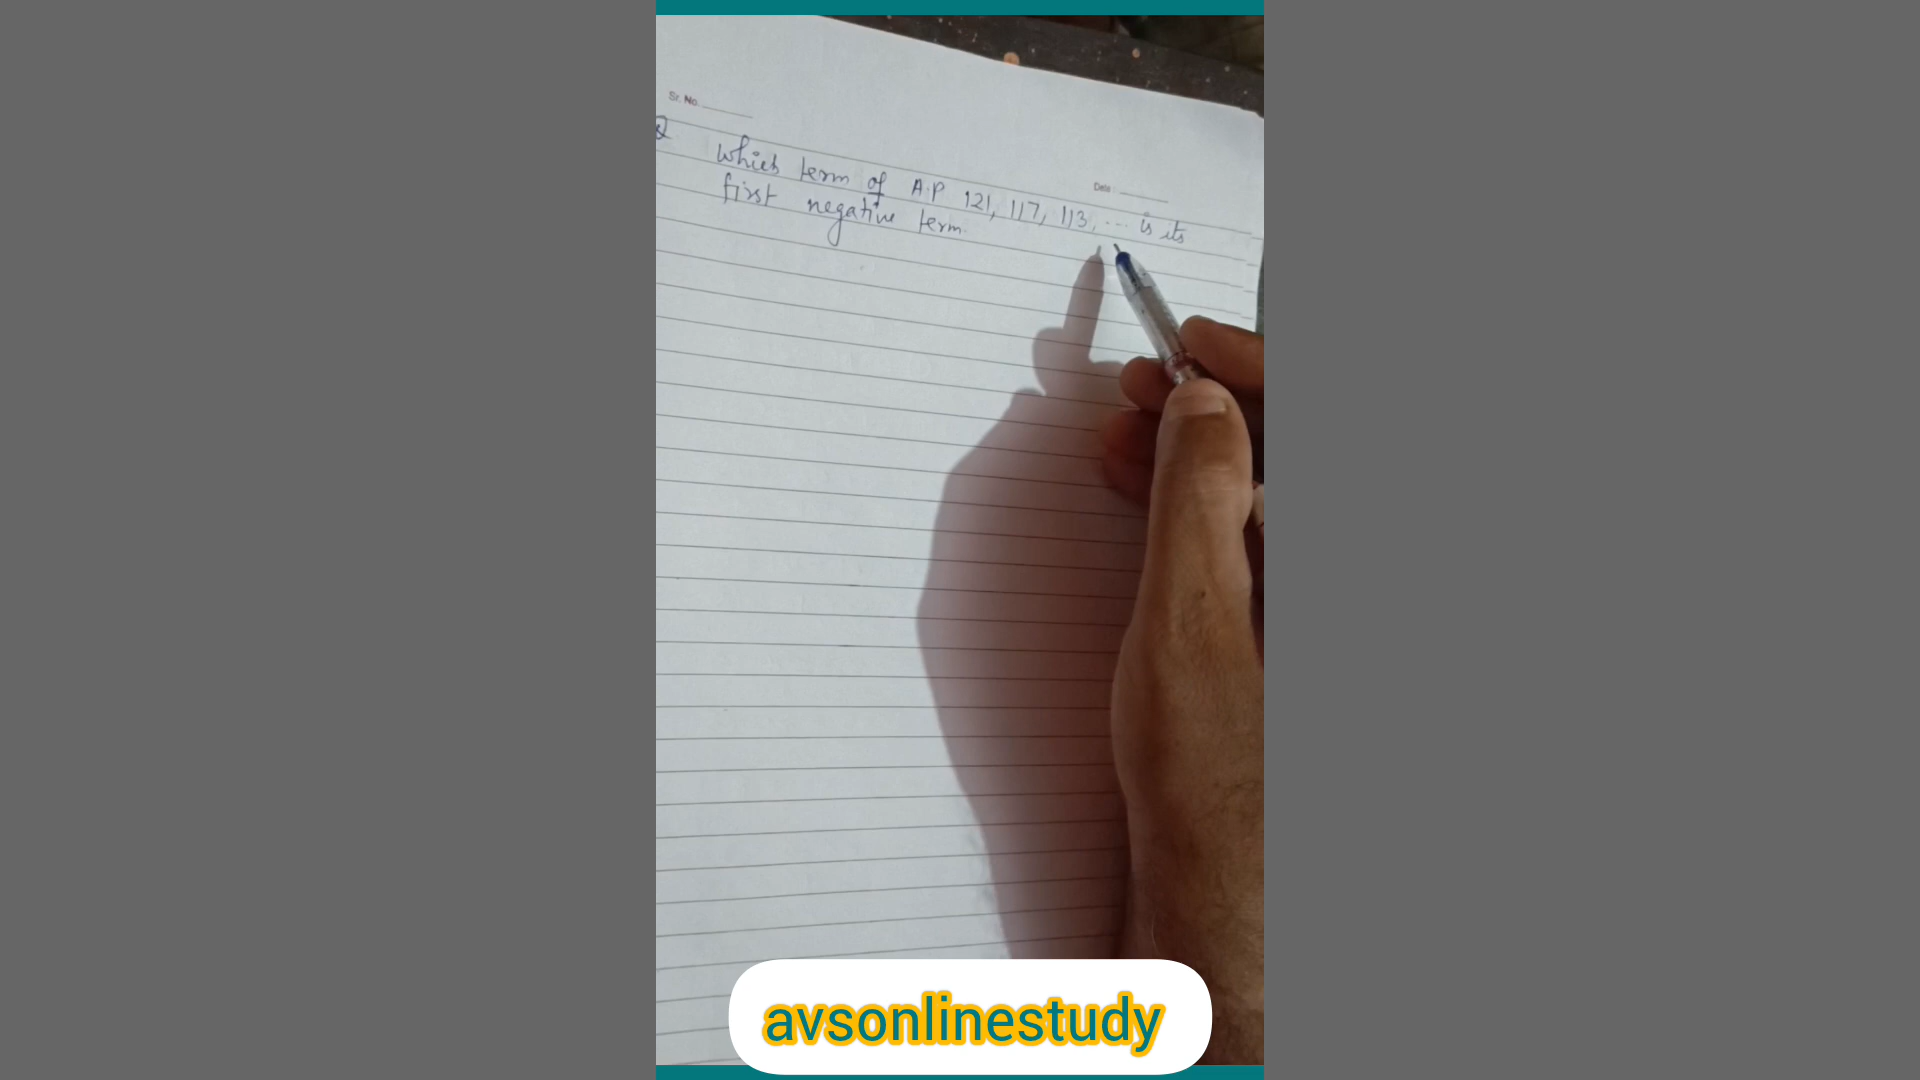 Sr. No.
Date
Q Which term of A.P 121, 117, 113, ... is its
first negative term.
avsonlinestudy